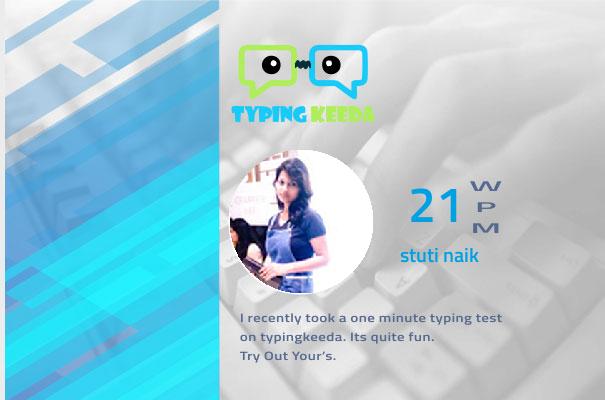 TYPING KEEDA
21 WPM
stuti naik
I recently took a one minute typing test
on typingkeeda. Its quite fun.
Try Out Your's.